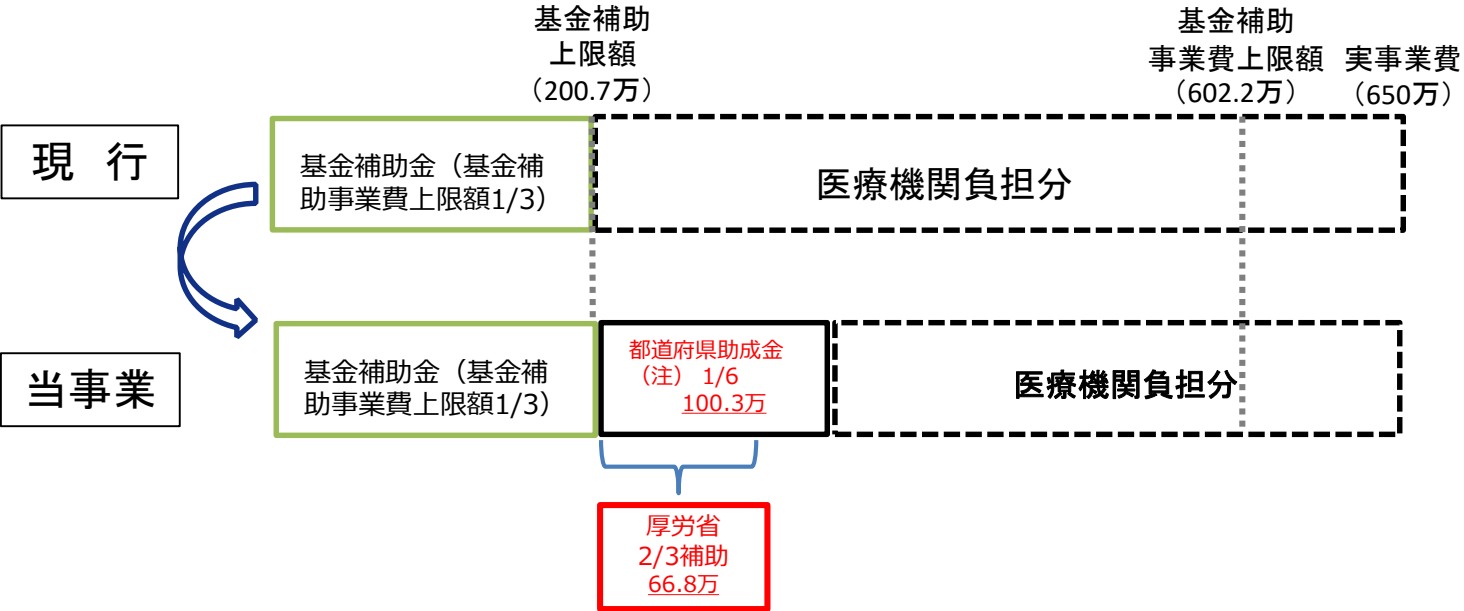 基金補助
上限額
（200.7万）
基金補助
事業費上限額
（602.2万）
実事業費
（650万）
現　行
基金補助金（基金補
助事業費上限額1/3）
医療機関負担分
当事業
基金補助金（基金補
助事業費上限額1/3）
都道府県助成金
（注） 1/6
100.3万
医療機関負担分
厚労省
2/3補助
66.8万